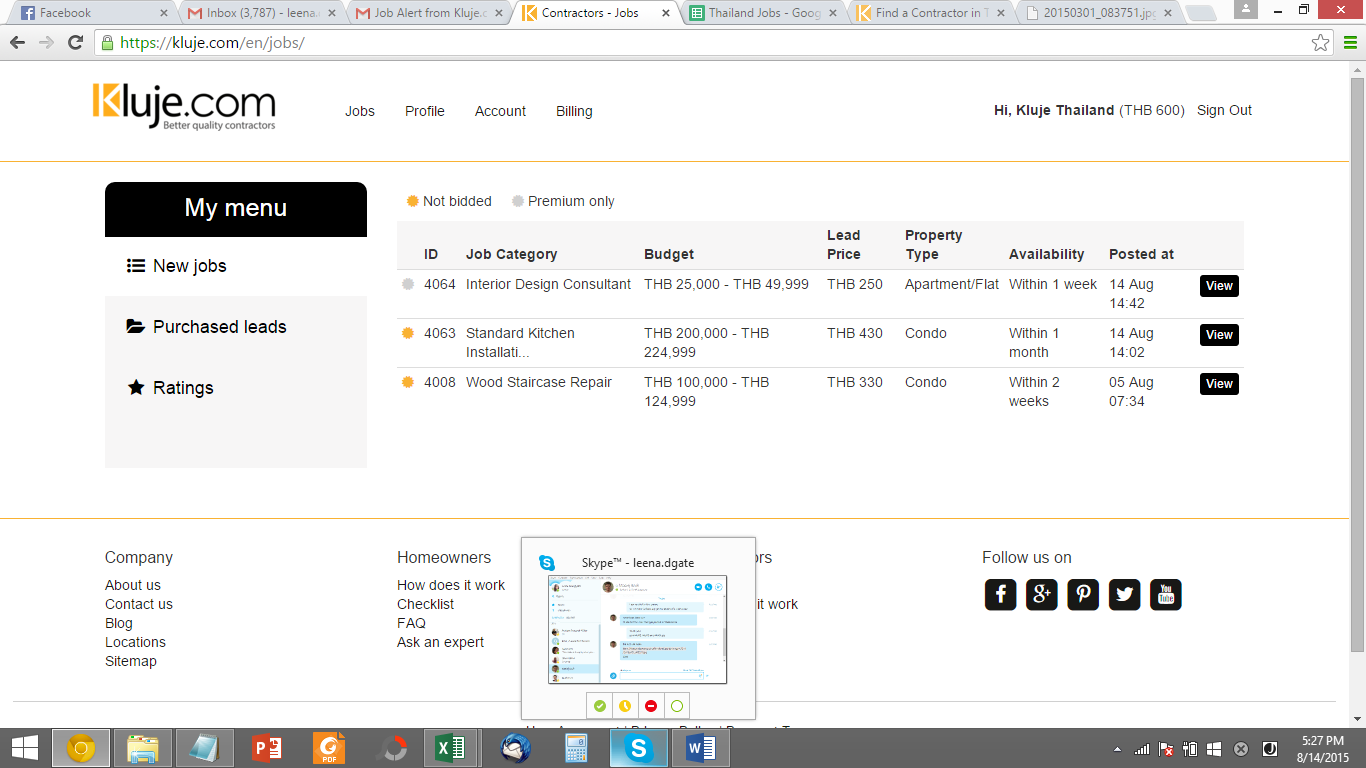 Facebook
Inbox (3,787) - leena.
Job Alert from Kluje.c
Contractors - Jobs
Thailand Jobs - Goog
Find a Contractor in T
20150301_083751.jpg
https://kluje.com/en/jobs/
Kluje.com
Better quality contractors
Jobs Profile Account Billing
Hi, Kluje Thailand (THB 600) Sign Out
My menu
New jobs
Purchased leads
Ratings
Not bidded Premium only
ID Job Category Budget Lead Price Property Type Availability Posted at
4064 Interior Design Consultant THB 25,000 - THB 49,999 THB 250 Apartment/Flat Within 1 week 14 Aug 14:42 View
4063 Standard Kitchen Installati... THB 200,000 - THB 224,999 THB 430 Condo Within 1 month 14 Aug 14:02 View
4008 Wood Staircase Repair THB 100,000 - THB 124,999 THB 330 Condo Within 2 weeks 05 Aug 07:34 View
Company
About us
Contact us
Blog
Locations
Sitemap
Homeowners
How does it work
Checklist
FAQ
Ask an expert
ors
it work
Follow us on
You
Tube
Skype™ - leena.dgate
PDF
5:27 PM
8/14/2015